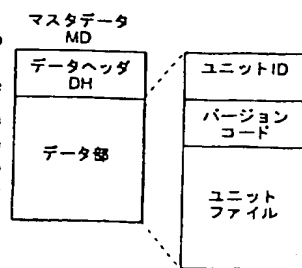 マスタデータ
MD
データヘッダ
DH
データ部
ユニットID
バージョン
コード
ユニット
ファイル